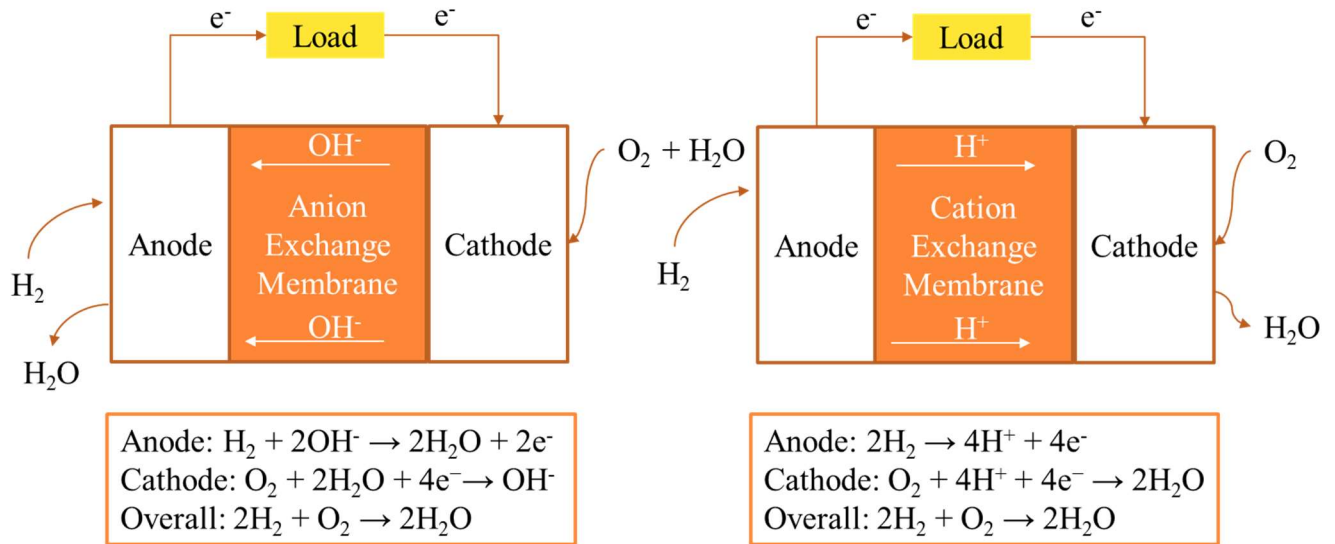 e⁻ Load e⁻
OH⁻
Anion
Exchange
Membrane
OH⁻
Anode
Cathode
H₂
H₂O
O₂ + H₂O
Anode: H₂ + 2OH⁻ → 2H₂O + 2e⁻
Cathode: O₂ + 2H₂O + 4e⁻ → OH⁻
Overall: 2H₂ + O₂ → 2H₂O
e⁻ Load e⁻
H⁺
Cation
Exchange
Membrane
H⁺
Anode
Cathode
H₂
O₂
H₂O
Anode: 2H₂ → 4H⁺ + 4e⁻
Cathode: O₂ + 4H⁺ + 4e⁻ → 2H₂O
Overall: 2H₂ + O₂ → 2H₂O